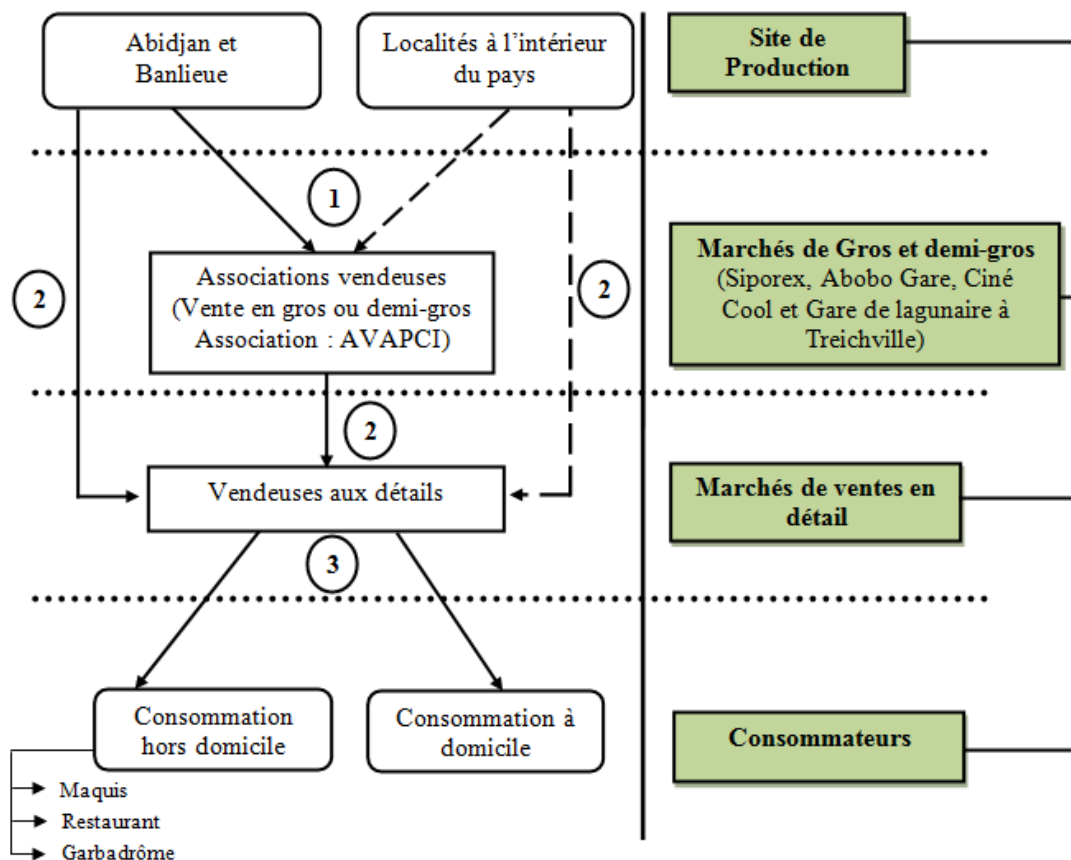 Abidjan et
Banlieue
Localités à l'intérieur
du pays
Site de
Production
1
2
2
Associations vendeuses
(Vente en gros ou demi-gros
Association : AVAPCI)
Marchés de Gros et demi-gros
(Siporex, Abobo Gare, Ciné
Cool et Gare de lagunaire à
Treichville)
2
Vendeuses aux détails
Marchés de ventes en
détail
3
Consommation
hors domicile
Consommation à
domicile
Consommateurs
Maquis
Restaurant
Garbadrôme